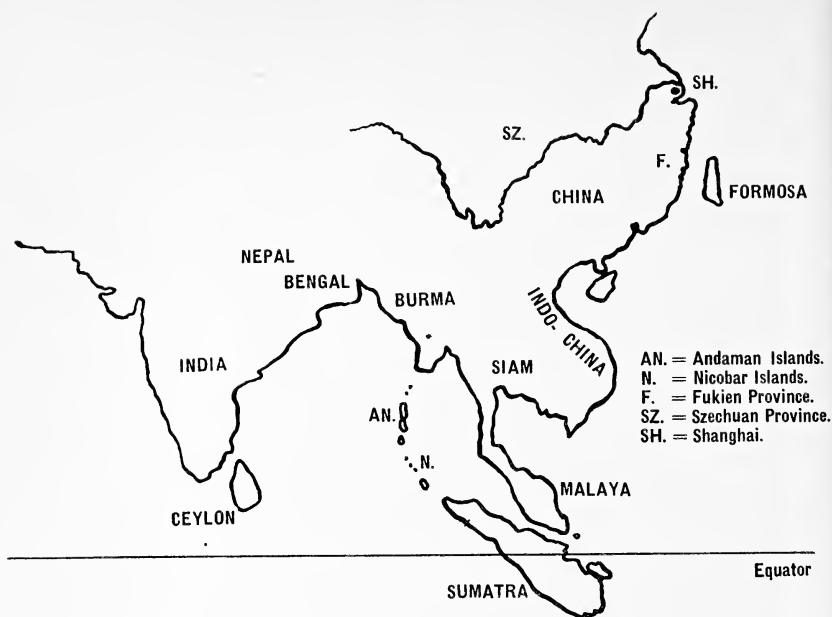 SH.
SZ.
F.
CHINA
FORMOSA
NEPAL
BENGAL
BURMA
INDO-CHINA
INDIA
SIAM
AN. = Andaman Islands.
N. = Nicobar Islands.
F. = Fukien Province.
SZ. = Szechuan Province.
SH. = Shanghai.
AN.
N.
MALAYA
CEYLON
Equator
SUMATRA